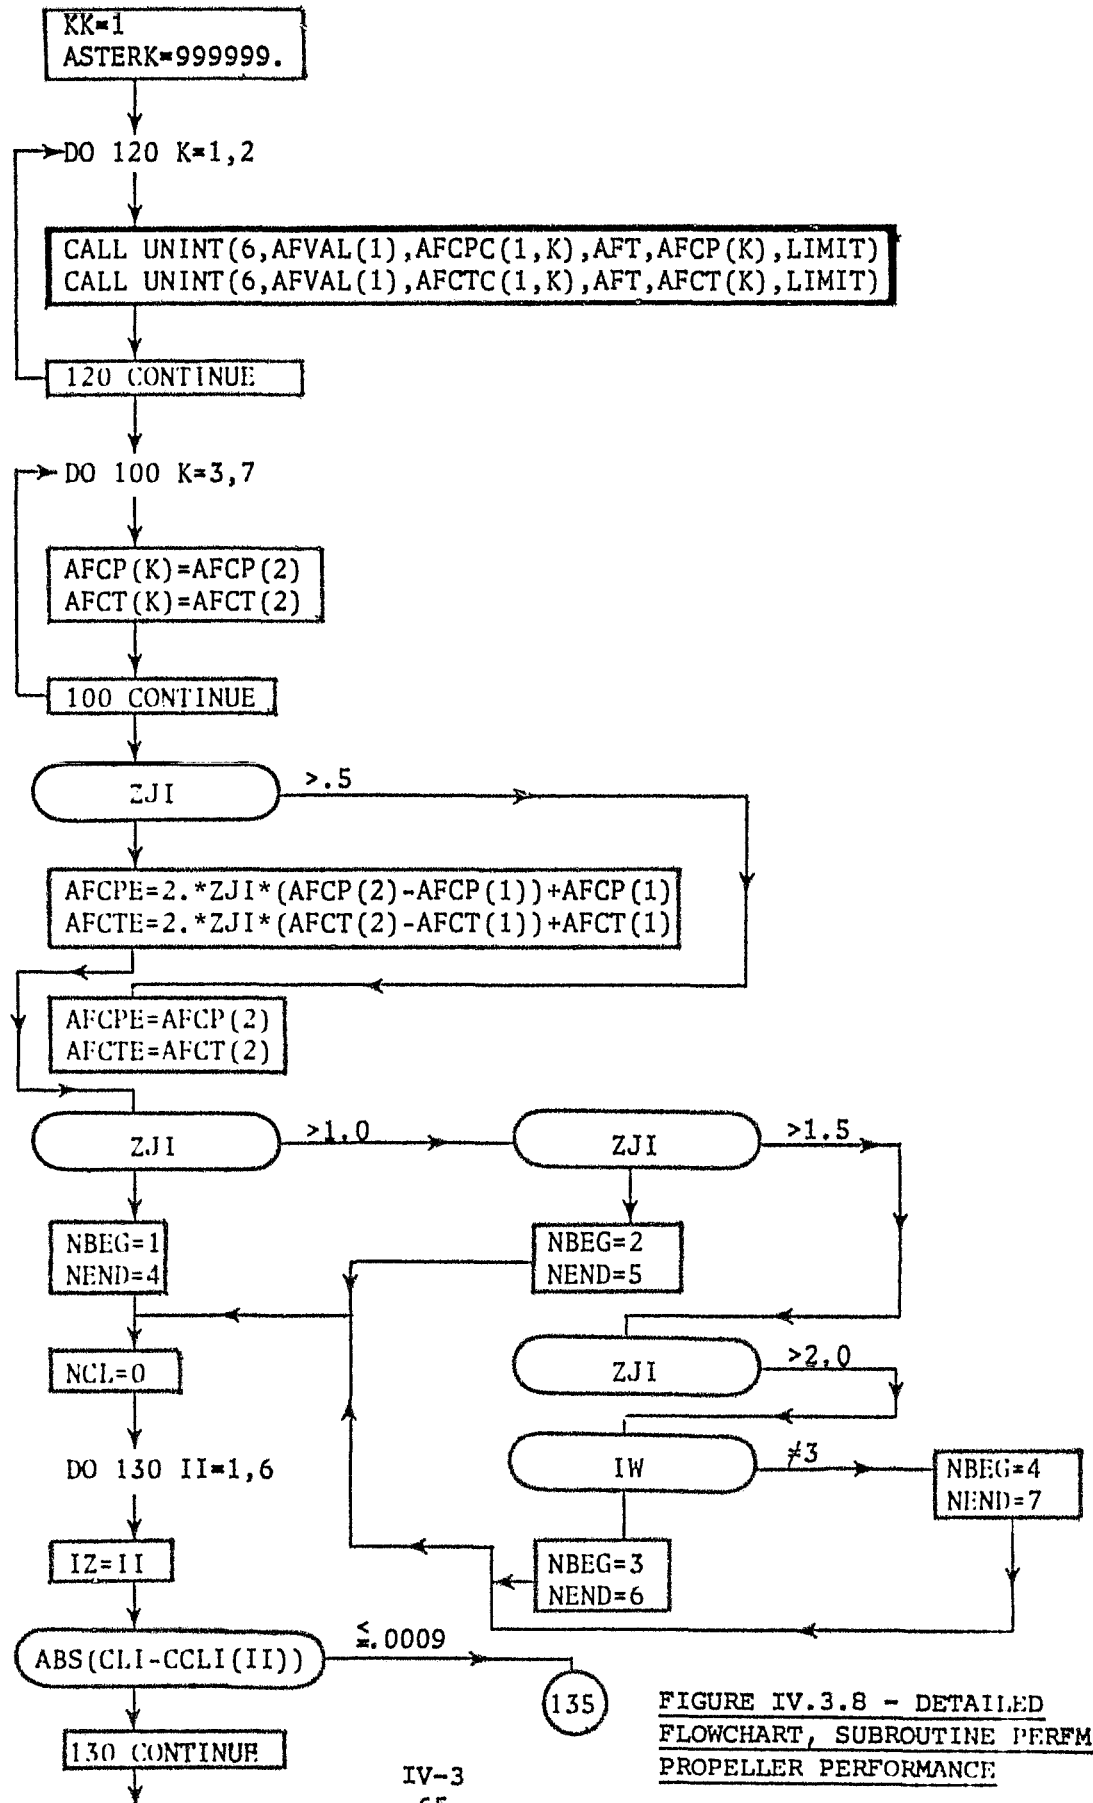 KK=1
ASTERK=999999.
DO 120 K=1,2
CALL UNINT(6,AFVAL(1),AFCPC(1,K),AFT,AFCP(K),LIMIT)
CALL UNINT(6,AFVAL(1),AFCTC(1,K),AFT,AFCT(K),LIMIT)
120 CONTINUE
DO 100 K=3,7
AFCP(K)=AFCP(2)
AFCT(K)=AFCT(2)
100 CONTINUE
ZJI
>.5
AFCPE=2.*ZJI*(AFCP(2)-AFCP(1))+AFCP(1)
AFCTE=2.*ZJI*(AFCT(2)-AFCT(1))+AFCT(1)
AFCPE=AFCP(2)
AFCTE=AFCT(2)
ZJI
>1.0
ZJI
>1.5
NBEG=1
NEND=4
NBEG=2
NEND=5
NCL=0
ZJI
>2.0
DO 130 II=1,6
IW
≠3
NBEG=4
NEND=7
IZ=II
NBEG=3
NEND=6
ABS(CLI-CCLI(II))
≤.0009
135
130 CONTINUE
FIGURE IV.3.8 - DETAILED
FLOWCHART, SUBROUTINE PERFM
PROPELLER PERFORMANCE
IV-3
65